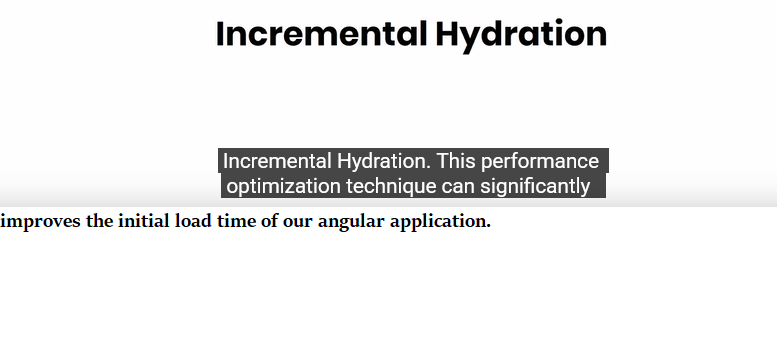 Incremental Hydration
Incremental Hydration. This performance
optimization technique can significantly
improves the initial load time of our angular application.